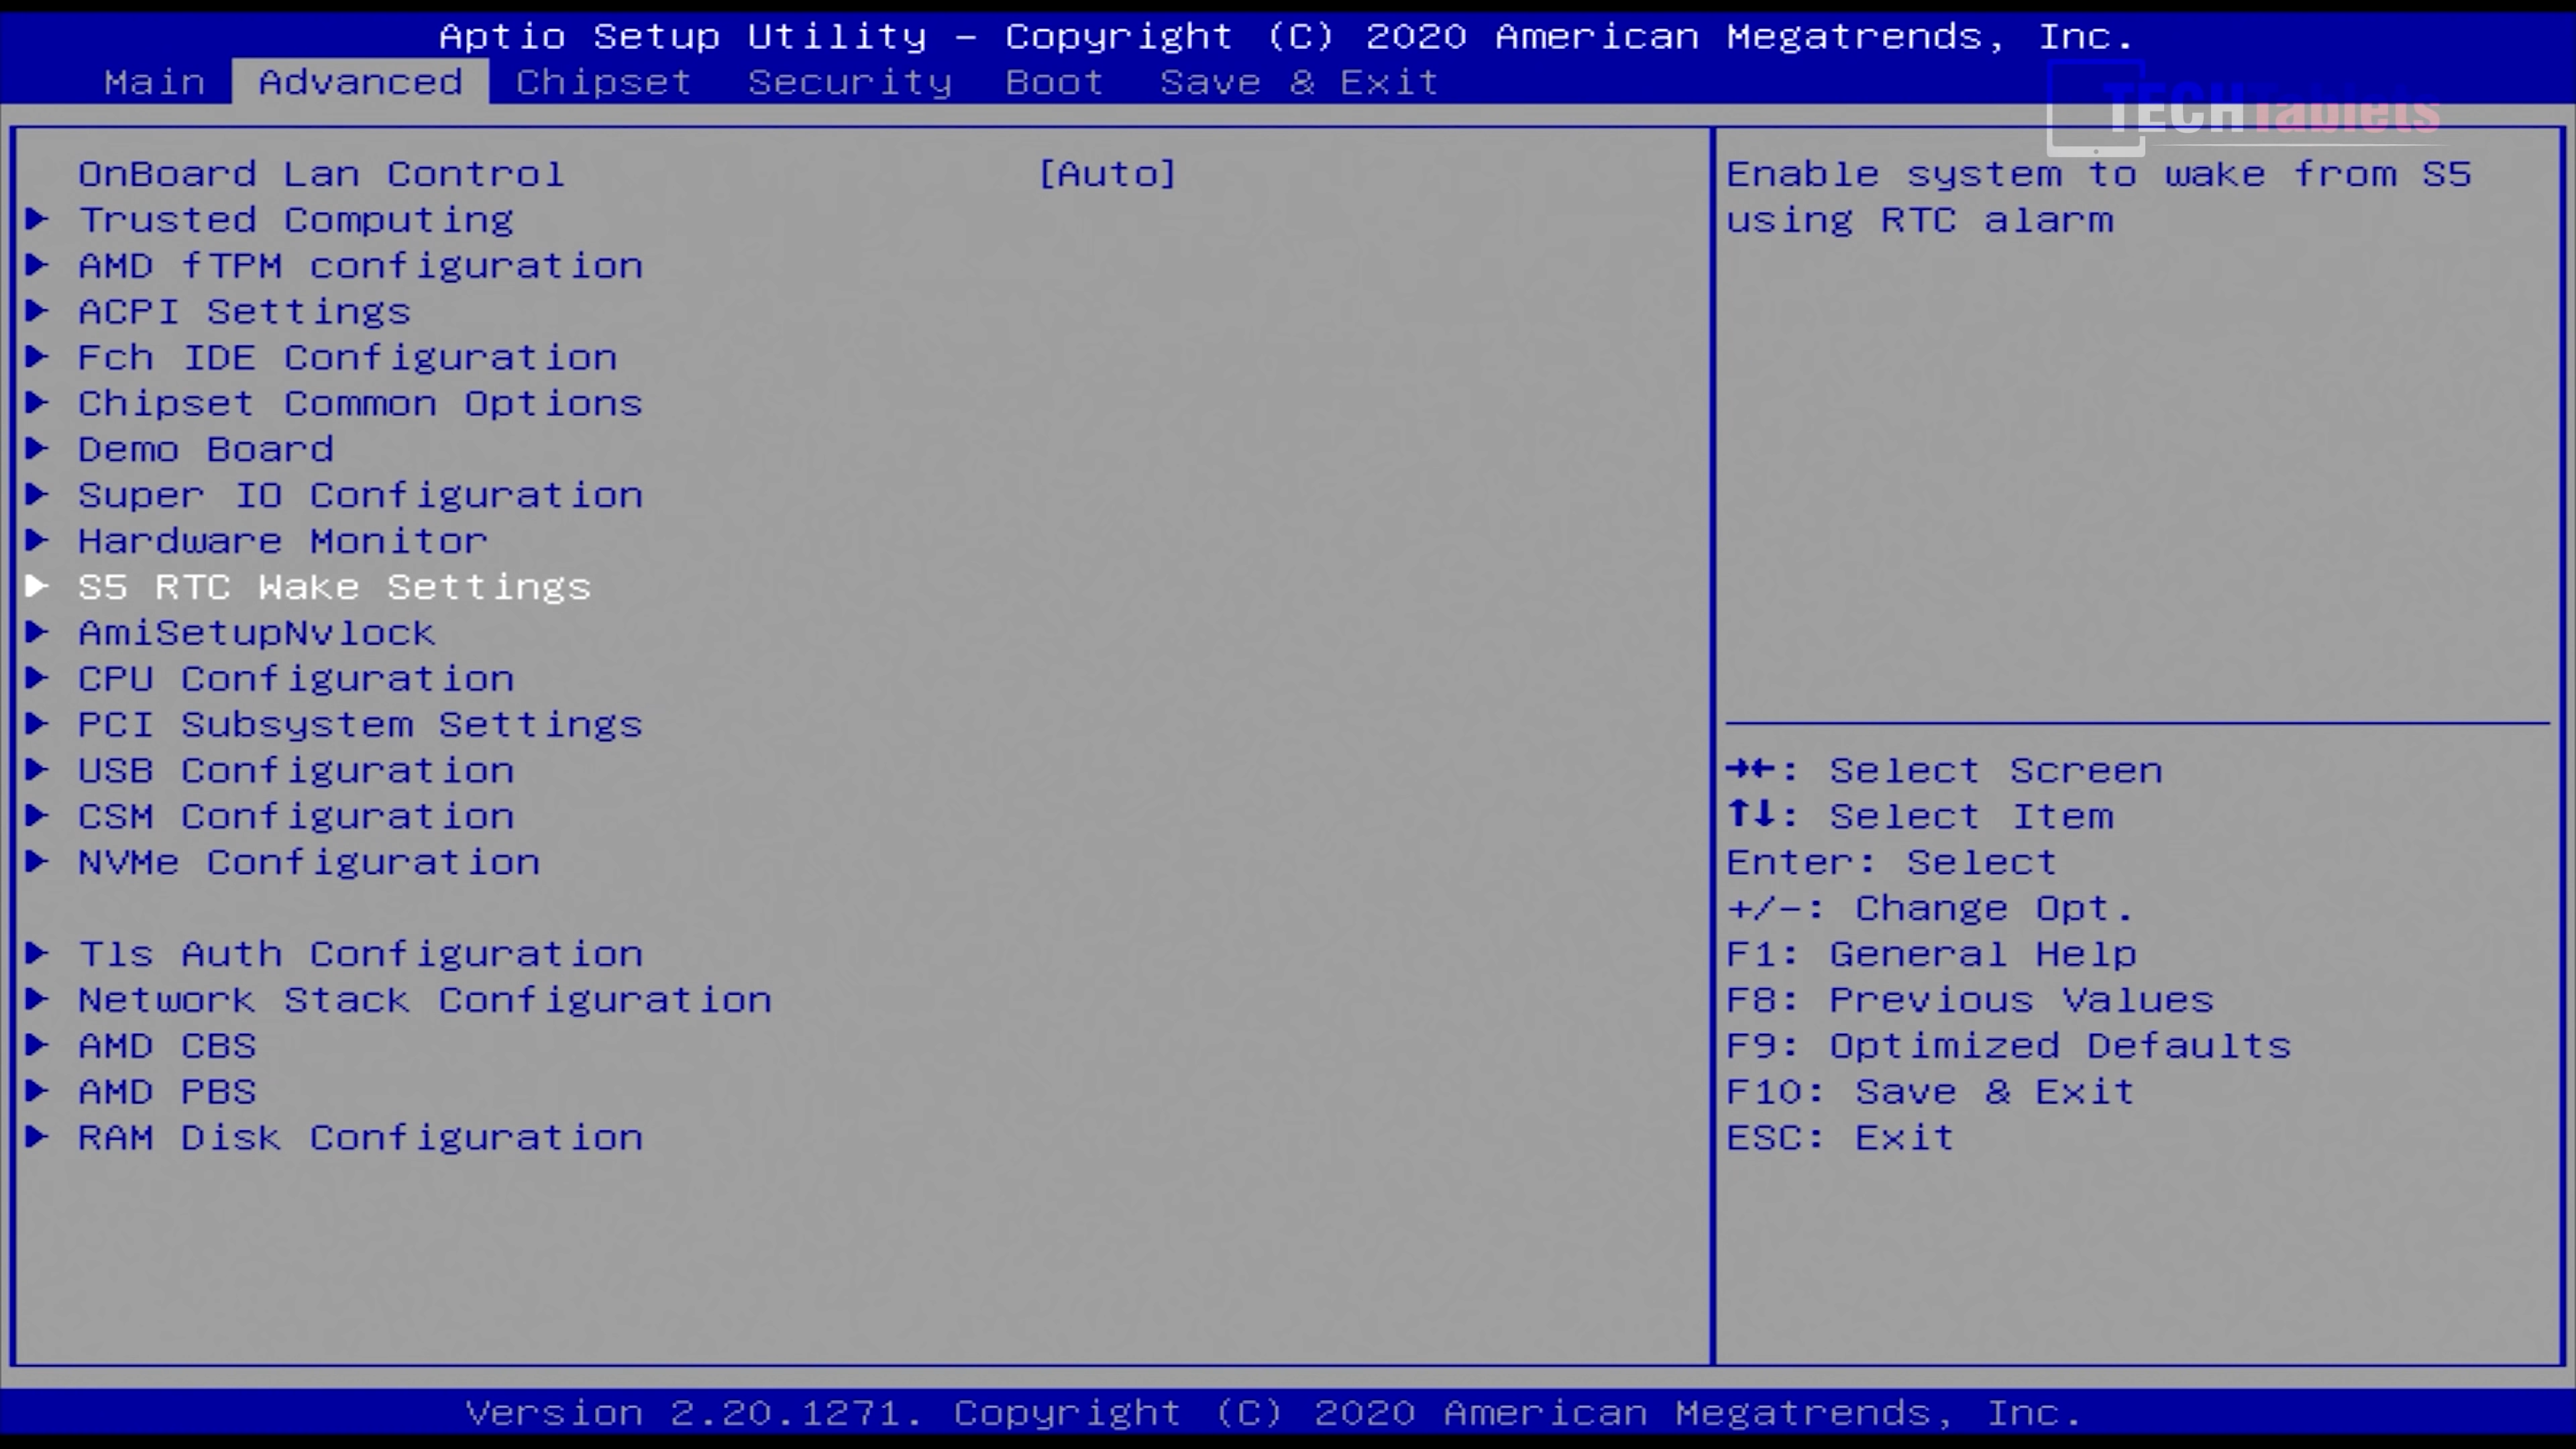 Aptio Setup Utility - Copyright (C) 2020 American Megatrends, Inc.
Main Advanced Chipset Security Boot Save & Exit
TECHTablets
OnBoard Lan Control [Auto]
Trusted Computing
AMD fTPM configuration
ACPI Settings
Fch IDE Configuration
Chipset Common Options
Demo Board
Super IO Configuration
Hardware Monitor
S5 RTC Wake Settings
AmiSetupNvlock
CPU Configuration
PCI Subsystem Settings
USB Configuration
CSM Configuration
NVMe Configuration
Tls Auth Configuration
Network Stack Configuration
AMD CBS
AMD PBS
RAM Disk Configuration
Enable system to wake from S5
using RTC alarm
→←: Select Screen
↑↓: Select Item
Enter: Select
+/-: Change Opt.
F1: General Help
F8: Previous Values
F9: Optimized Defaults
F10: Save & Exit
ESC: Exit
Version 2.20.1271. Copyright (C) 2020 American Megatrends, Inc.